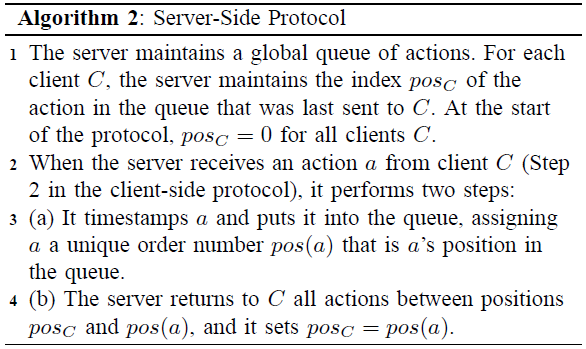 Algorithm 2: Server-Side Protocol
1 The server maintains a global queue of actions. For each
client C, the server maintains the index pos_C of the
action in the queue that was last sent to C. At the start
of the protocol, pos_C = 0 for all clients C.
2 When the server receives an action a from client C (Step
2 in the client-side protocol), it performs two steps:
3 (a) It timestamps a and puts it into the queue, assigning
a a unique order number pos(a) that is a's position in
the queue.
4 (b) The server returns to C all actions between positions
pos_C and pos(a), and it sets pos_C = pos(a).